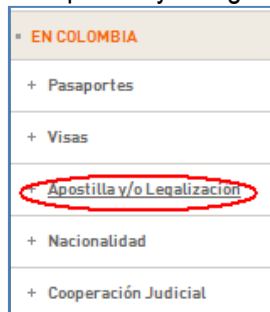 EN COLOMBIA
+ Pasaportes
+ Visas
+ Apostilla y/o Legalización
+ Nacionalidad
+ Cooperación Judicial